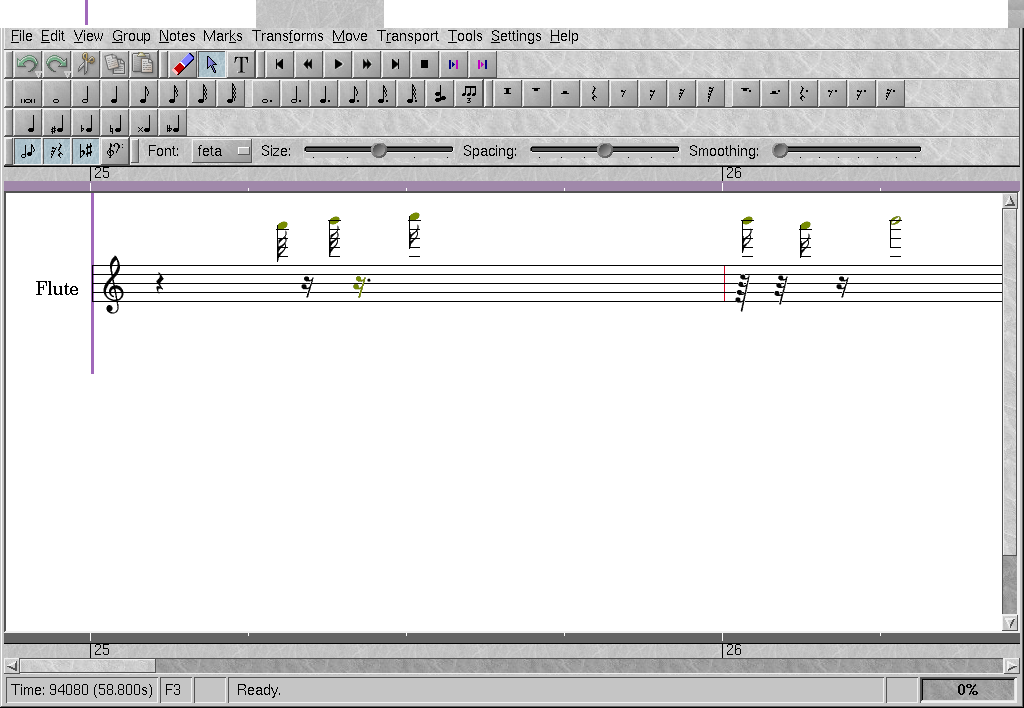 File Edit View Group Notes Marks Transforms Move Transport Tools Settings Help
T
3
Font: feta Size: Spacing: Smoothing:
25 26
Flute
25 26
Time: 94080 (58.800s) F3 Ready. 0%